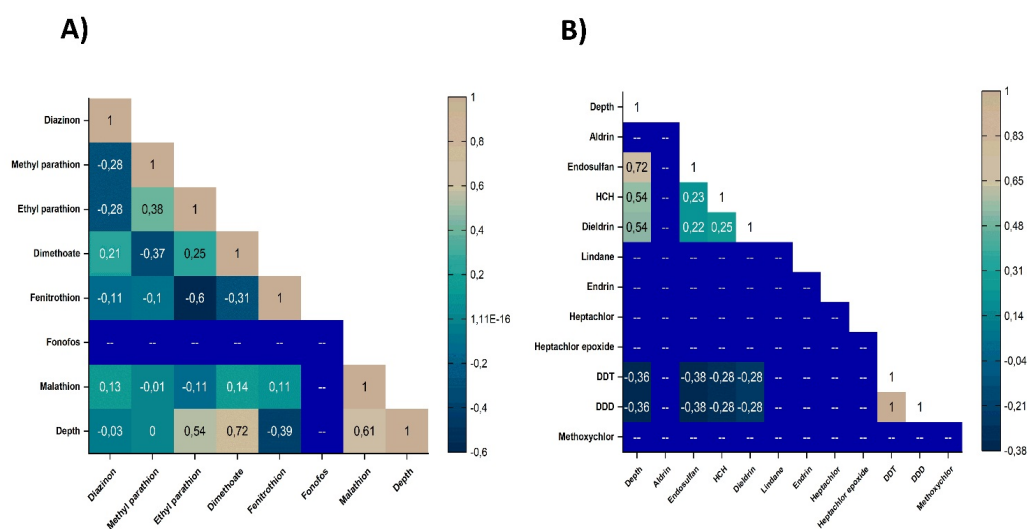 A)
Diazinon 1
Methyl parathion -0,28 1
Ethyl parathion -0,28 0,38 1
Dimethoate 0,21 -0,37 0,25 1
Fenitrothion -0,11 -0,1 -0,6 -0,31 1
Fonofos -- -- -- -- -- --
Malathion 0,13 -0,01 -0,11 0,14 0,11 -- 1
Depth -0,03 0 0,54 0,72 -0,39 -- 0,61 1
Diazinon
Methyl parathion
Ethyl parathion
Dimethoate
Fenitrothion
Fonofos
Malathion
Depth
1
0,8
0,6
0,4
0,2
1,11E-16
-0,2
-0,4
-0,6
B)
Depth 1
Aldrin -- --
Endosulfan 0,72 -- 1
HCH 0,54 -- 0,23 1
Dieldrin 0,54 -- 0,22 0,25 1
Lindane -- -- -- -- -- --
Endrin -- -- -- -- -- -- --
Heptachlor -- -- -- -- -- -- -- --
Heptachlor epoxide -- -- -- -- -- -- -- -- --
DDT -0,36 -- -0,38 -0,28 -0,28 -- -- -- -- 1
DDD -0,36 -- -0,38 -0,28 -0,28 -- -- -- -- 1 1
Methoxychlor -- -- -- -- -- -- -- -- -- -- -- --
Depth
Aldrin
Endosulfan
HCH
Dieldrin
Lindane
Endrin
Heptachlor
Heptachlor epoxide
DDT
DDD
Methoxychlor
1
0,83
0,65
0,48
0,31
0,14
-0,04
-0,21
-0,38